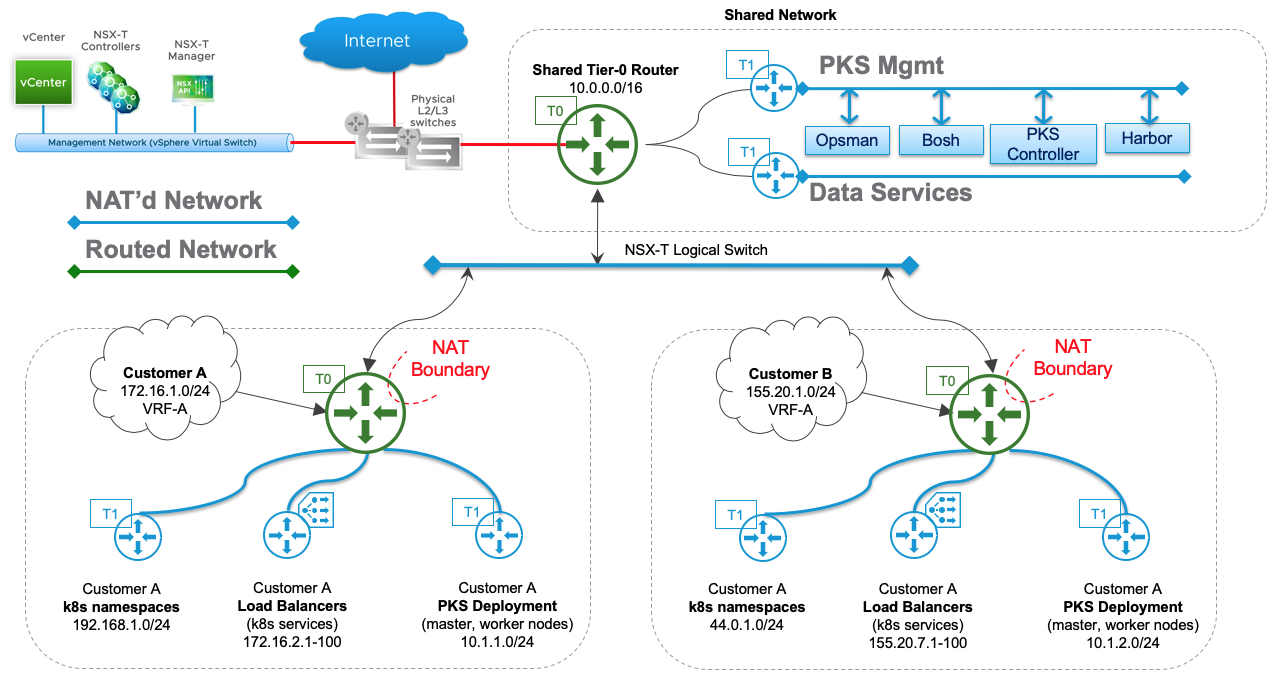 Shared Network
vCenter
NSX-T
Controllers
NSX-T
Manager
vCenter
NSX
API
Management Network (vSphere Virtual Switch)
Internet
Physical
L2/L3
switches
Shared Tier-0 Router
10.0.0.0/16
T0
T1
PKS Mgmt
Opsman
Bosh
PKS
Controller
Harbor
T1
Data Services
NAT’d Network
Routed Network
NSX-T Logical Switch
Customer A
172.16.1.0/24
VRF-A
T0
NAT
Boundary
T1
T1
Customer A
k8s namespaces
192.168.1.0/24
Customer A
Load Balancers
(k8s services)
172.16.2.1-100
Customer A
PKS Deployment
(master, worker nodes)
10.1.1.0/24
Customer B
155.20.1.0/24
VRF-A
T0
NAT
Boundary
T1
T1
Customer A
k8s namespaces
44.0.1.0/24
Customer A
Load Balancers
(k8s services)
155.20.7.1-100
Customer A
PKS Deployment
(master, worker nodes)
10.1.2.0/24